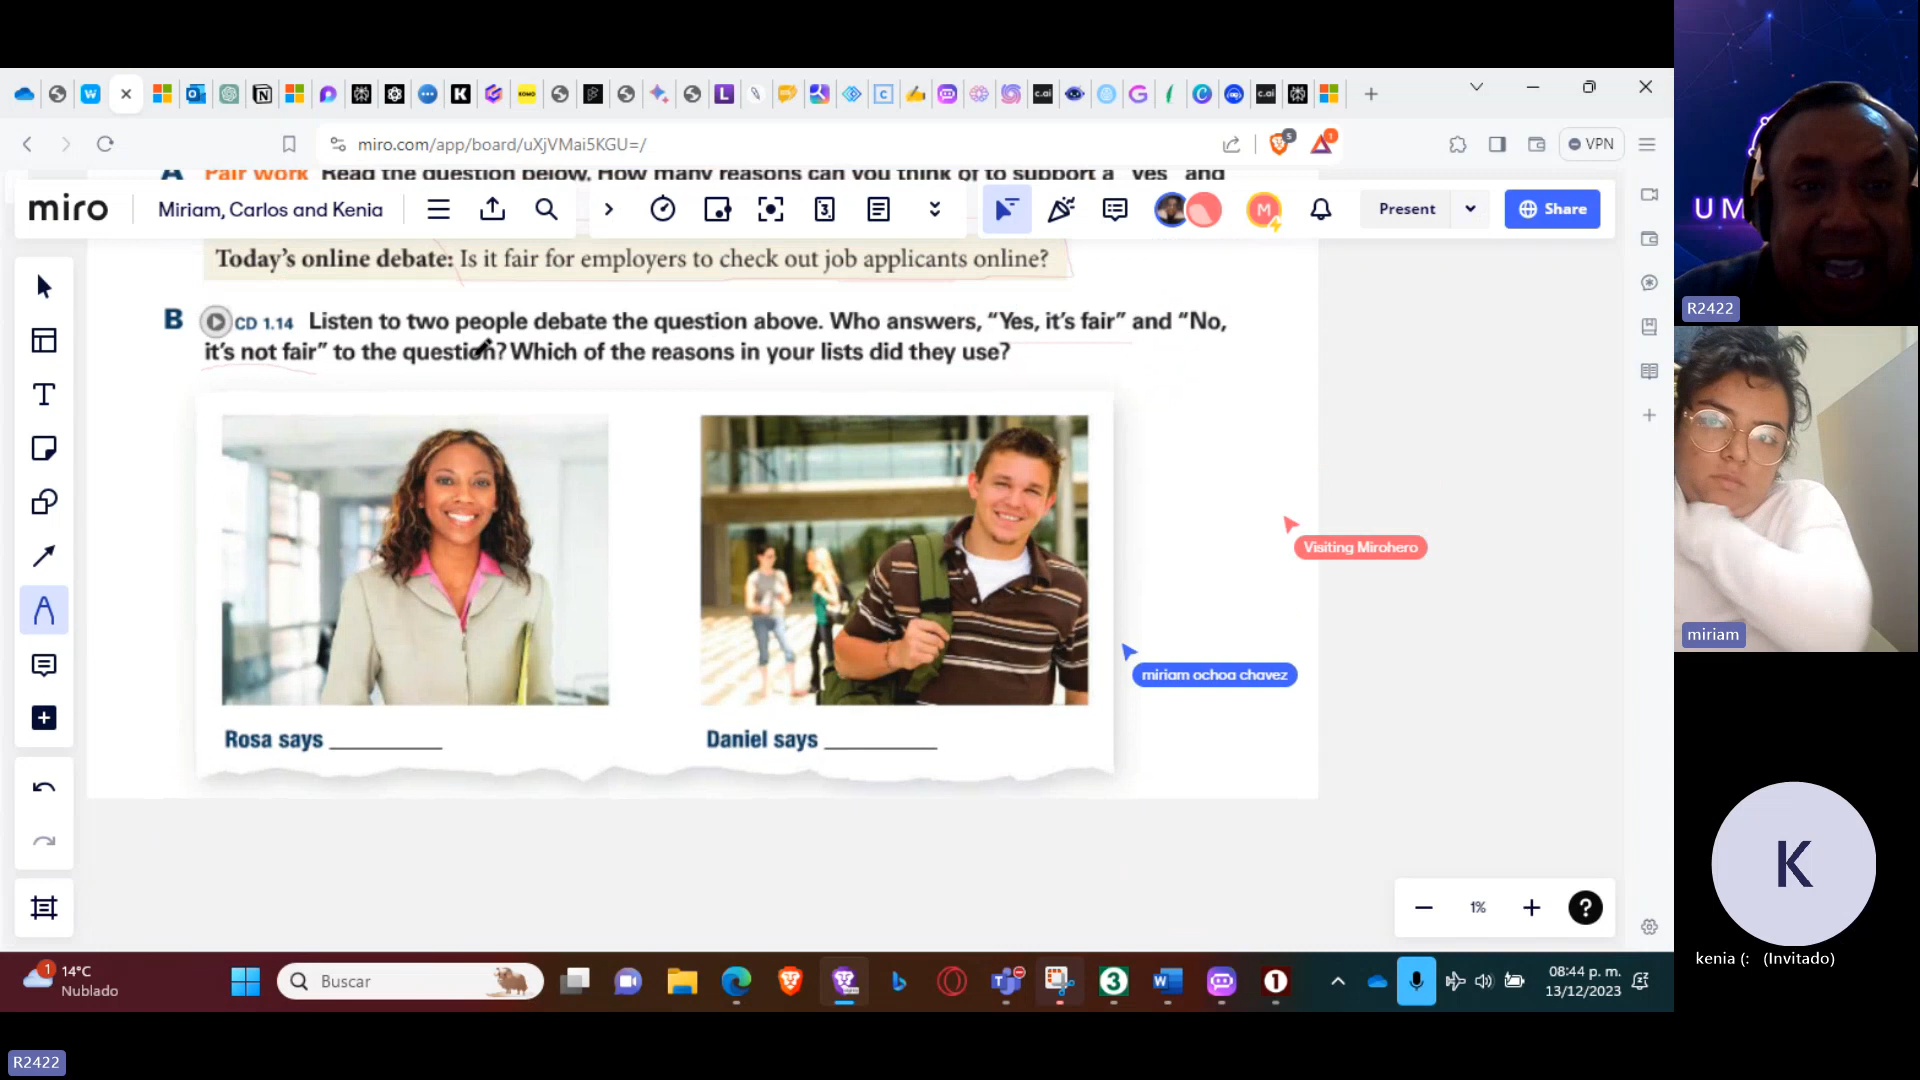 miro.com/app/board/uXjVMai5KGU=/
VPN
A Pair work Read the question below. How many reasons can you think of to support a "yes" and
miro
Miriam, Carlos and Kenia
M
Present
Share
Today's online debate: Is it fair for employers to check out job applicants online?
B CD 1.14 Listen to two people debate the question above. Who answers, "Yes, it's fair" and "No,
it's not fair" to the question? Which of the reasons in your lists did they use?
Visiting Mirohero
miriam ochoa chavez
Rosa says __________
Daniel says __________
1%
14°C
Nublado
Buscar
08:44 p. m.
13/12/2023
U M
R2422
miriam
K
kenia (: (Invitado)
R2422